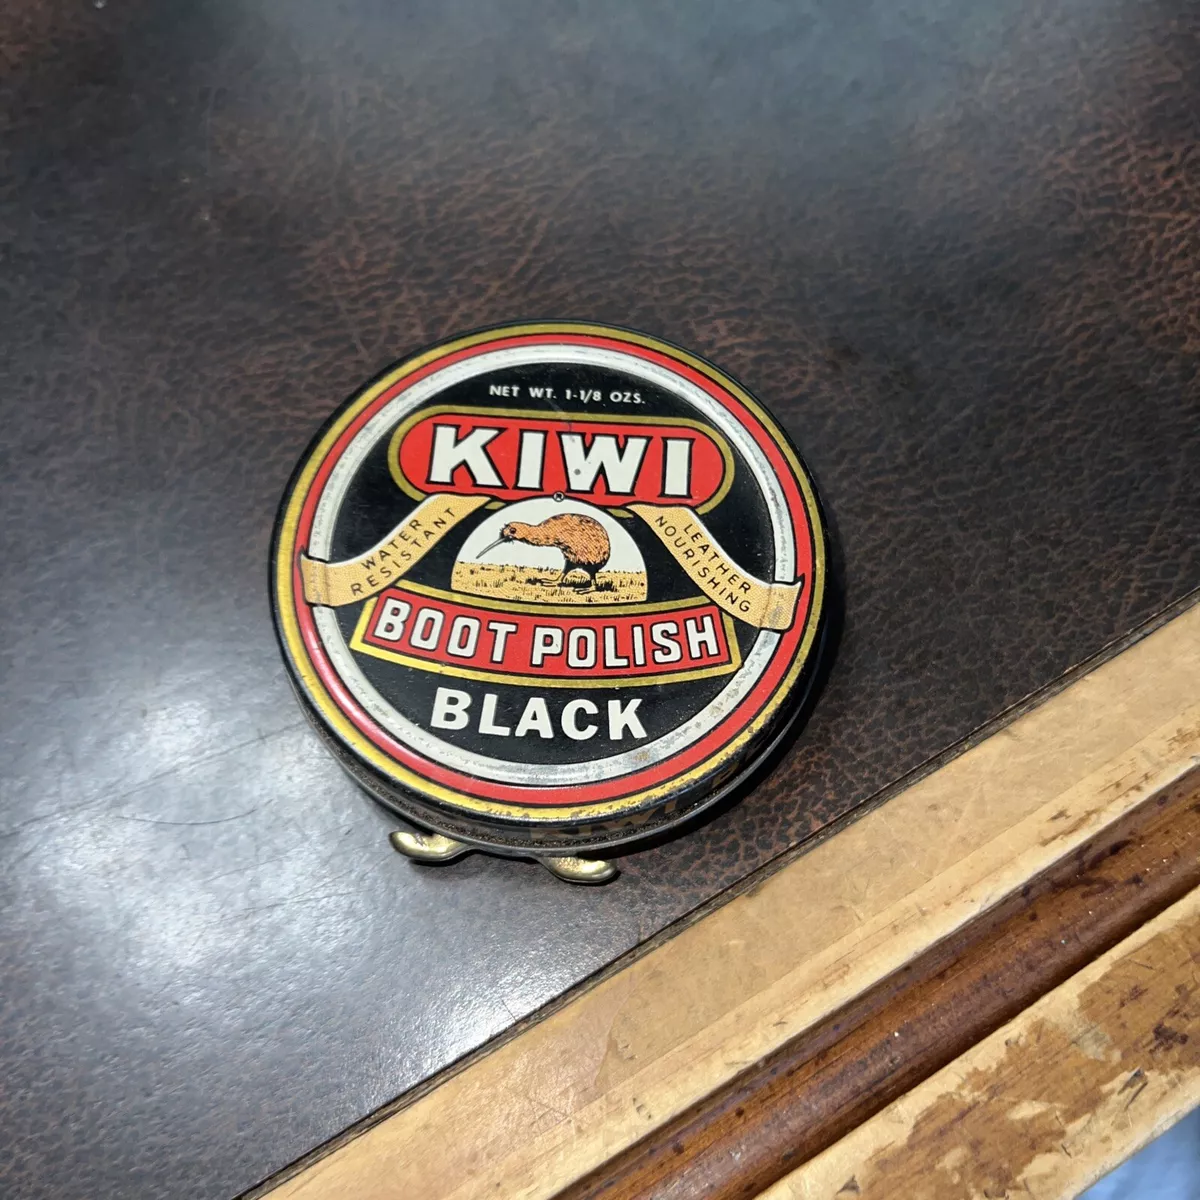 NET WT. 1-1/8 OZS.
KIWI
WATER
RESISTANT
LEATHER
NOURISHING
BOOT POLISH
BLACK